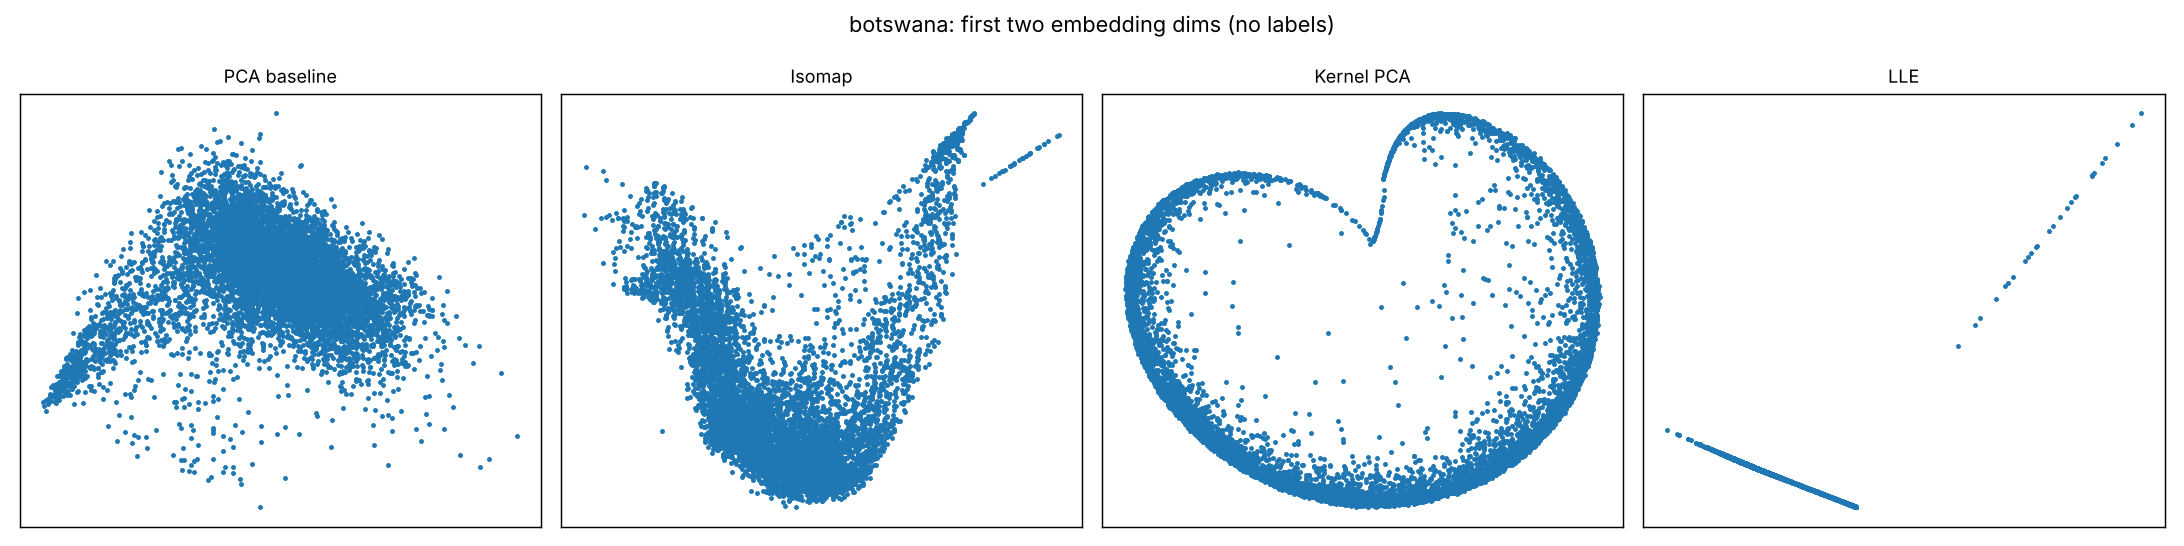 botswana: first two embedding dims (no labels)
PCA baseline
Isomap
Kernel PCA
LLE